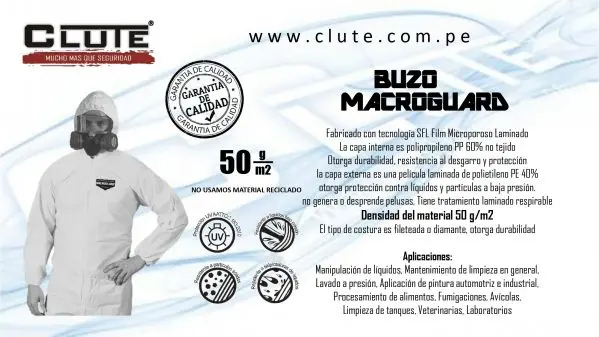 CLUTE®
MUCHO MAS QUE SEGURIDAD
www.clute.com.pe
GARANTIA DE CALIDAD
GARANTIA
DE
CALIDAD
GARANTIA DE CALIDAD
50 g/m2
NO USAMOS MATERIAL RECICLADO
UV
BUZO
MACROGUARD
Fabricado con tecnología SFL Film Microporoso Laminado
La capa interna es polipropileno PP 60% no tejido
Otorga durabilidad, resistencia al desgarro y protección
la capa externa es una película laminada de polietileno PE 40%
otorga protección contra líquidos y partículas a baja presión.
no genera o desprende pelusas, Tiene tratamiento laminado respirable
Densidad del material 50 g/m2
El tipo de costura es fileteada o diamante, otorga durabilidad
Aplicaciones:
Manipulación de líquidos, Mantenimiento de limpieza en general,
Lavado a presión, Aplicación de pintura automotriz e industrial,
Procesamiento de alimentos, Fumigaciones, Avícolas,
Limpieza de tanques, Veterinarias, Laboratorios